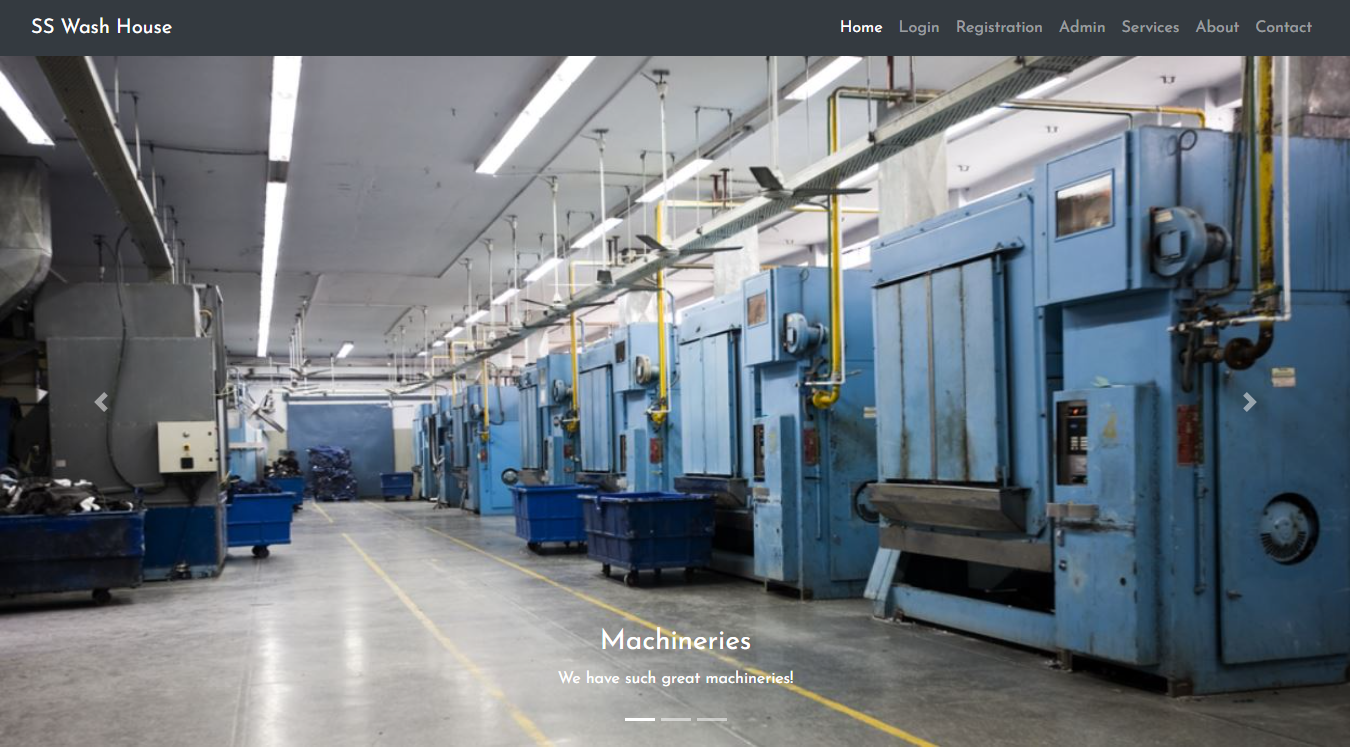 SS Wash House
Home Login Registration Admin Services About Contact
Machineries
We have such great machineries!